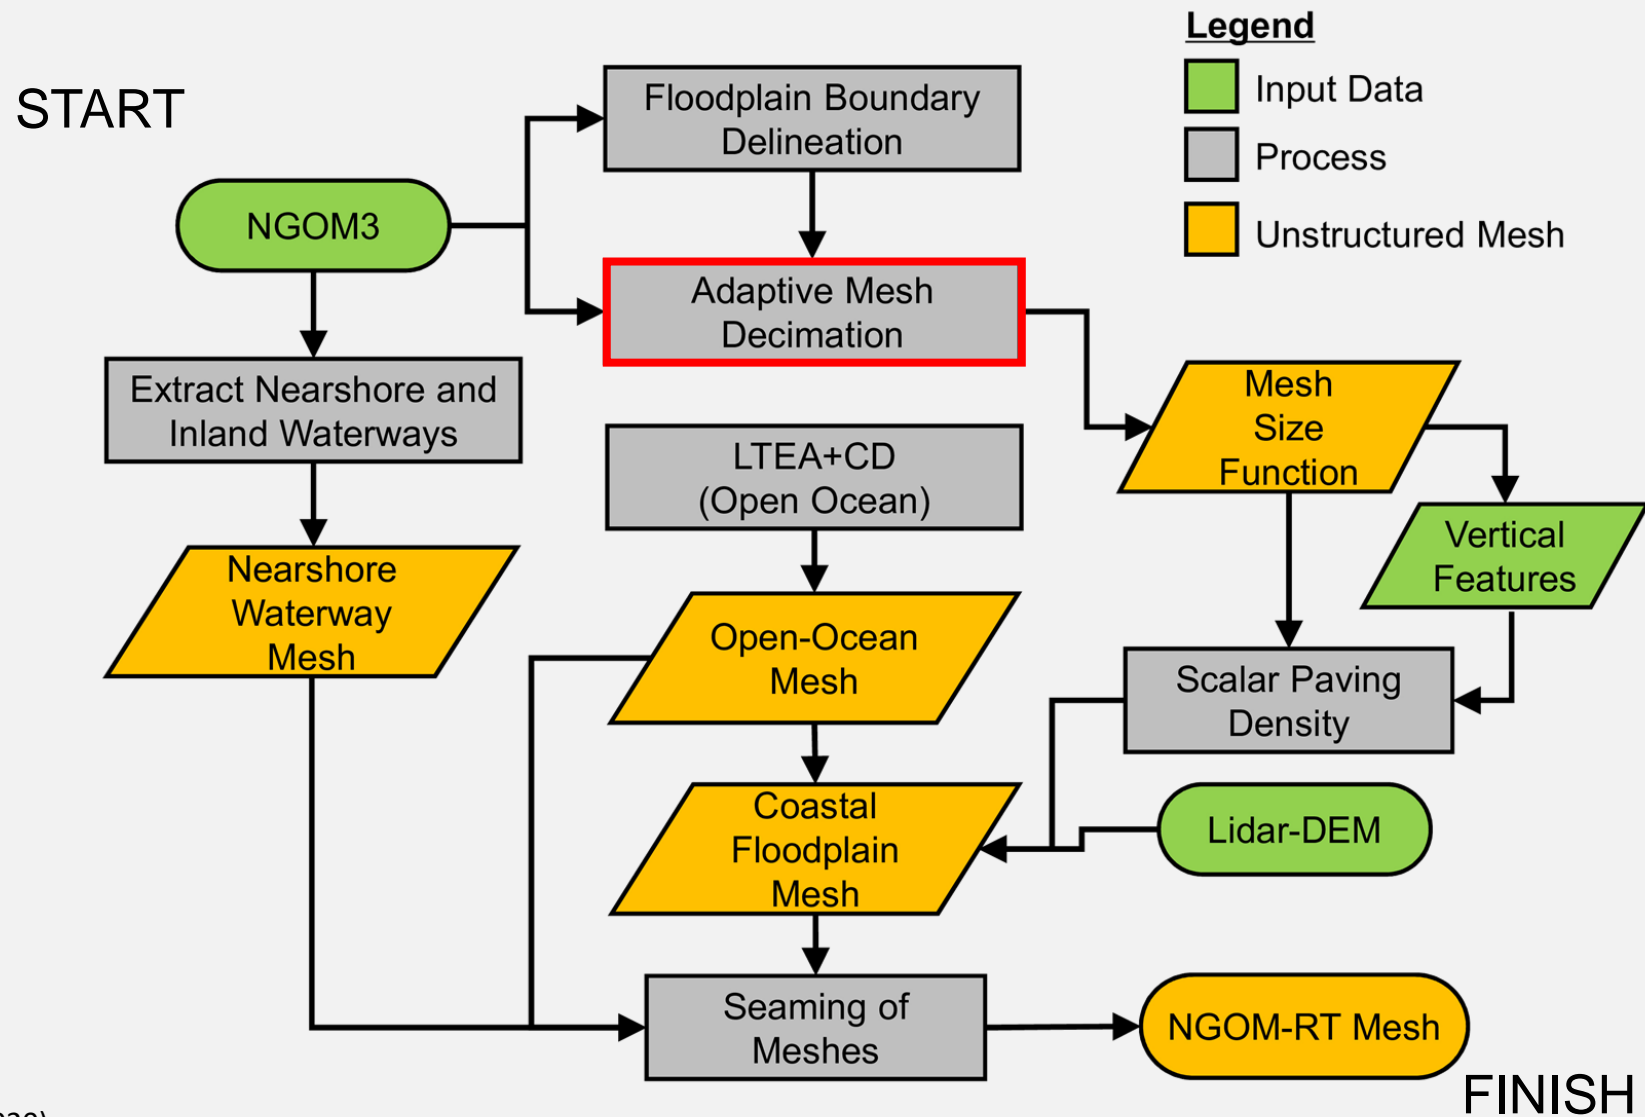 START
Legend
Input Data
Process
Unstructured Mesh
Floodplain Boundary
Delineation
NGOM3
Adaptive Mesh
Decimation
Extract Nearshore and
Inland Waterways
Mesh
Size
Function
LTEA+CD
(Open Ocean)
Vertical
Features
Nearshore
Waterway
Mesh
Open-Ocean
Mesh
Scalar Paving
Density
Coastal
Floodplain
Mesh
Lidar-DEM
Seaming of
Meshes
NGOM-RT Mesh
FINISH